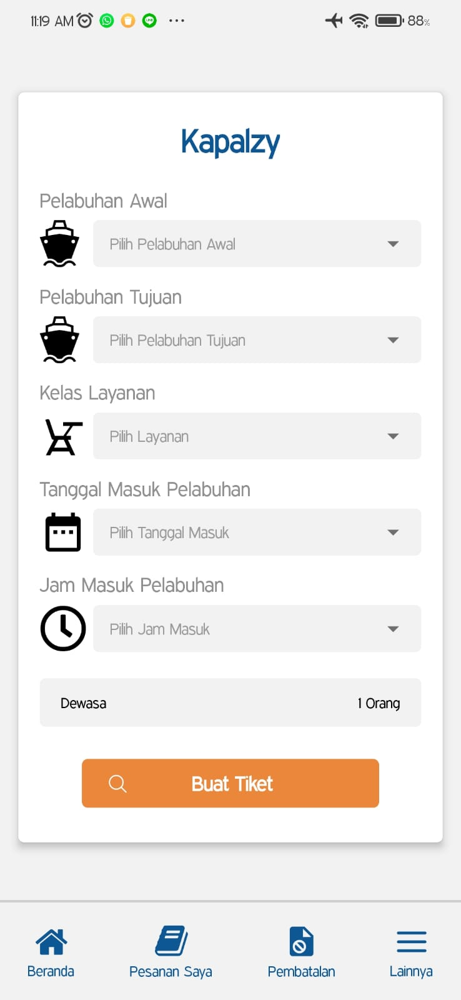 11:19 AM
88%
Kapalzy
Pelabuhan Awal
Pilih Pelabuhan Awal
Pelabuhan Tujuan
Pilih Pelabuhan Tujuan
Kelas Layanan
Pilih Layanan
Tanggal Masuk Pelabuhan
Pilih Tanggal Masuk
Jam Masuk Pelabuhan
Pilih Jam Masuk
Dewasa 1 Orang
Buat Tiket
Beranda Pesanan Saya Pembatalan Lainnya